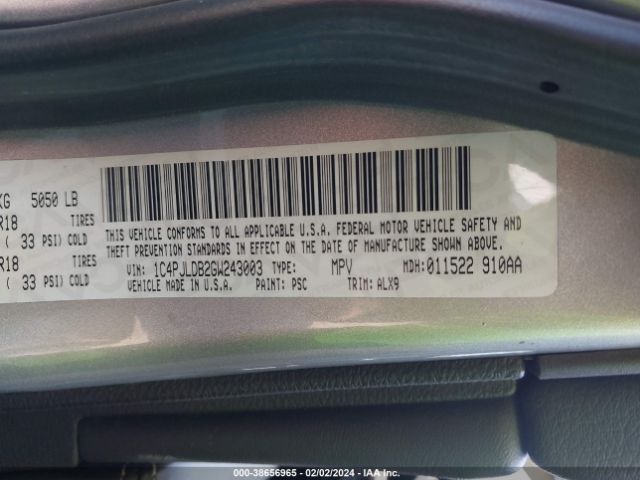 KG 5050 LB
R18 TIRES
( 33 PSI) COLD
R18 TIRES
( 33 PSI) COLD
THIS VEHICLE CONFORMS TO ALL APPLICABLE U.S.A. FEDERAL MOTOR VEHICLE SAFETY AND
THEFT PREVENTION STANDARDS IN EFFECT ON THE DATE OF MANUFACTURE SHOWN ABOVE.
VIN: 1C4PJLDB2GW243003 TYPE: MPV MDH: 011522 910AA
VEHICLE MADE IN U.S.A. PAINT: PSC TRIM: ALX9
000-38656965 - 02/02/2024 - IAA Inc.